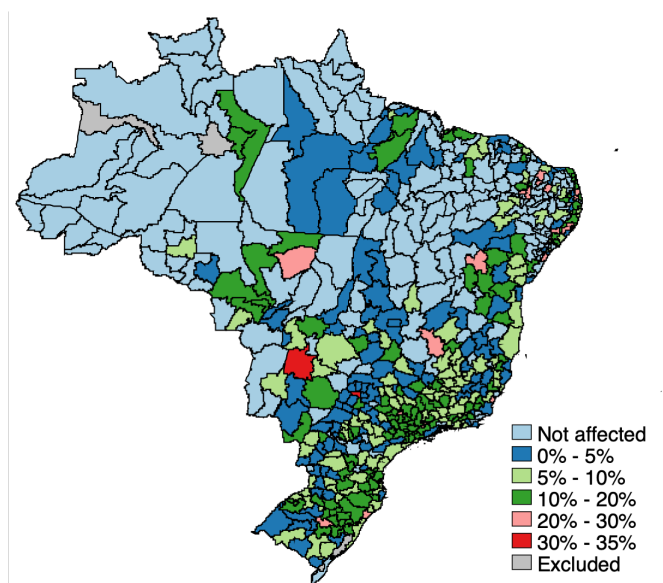 Not affected
0% - 5%
5% - 10%
10% - 20%
20% - 30%
30% - 35%
Excluded